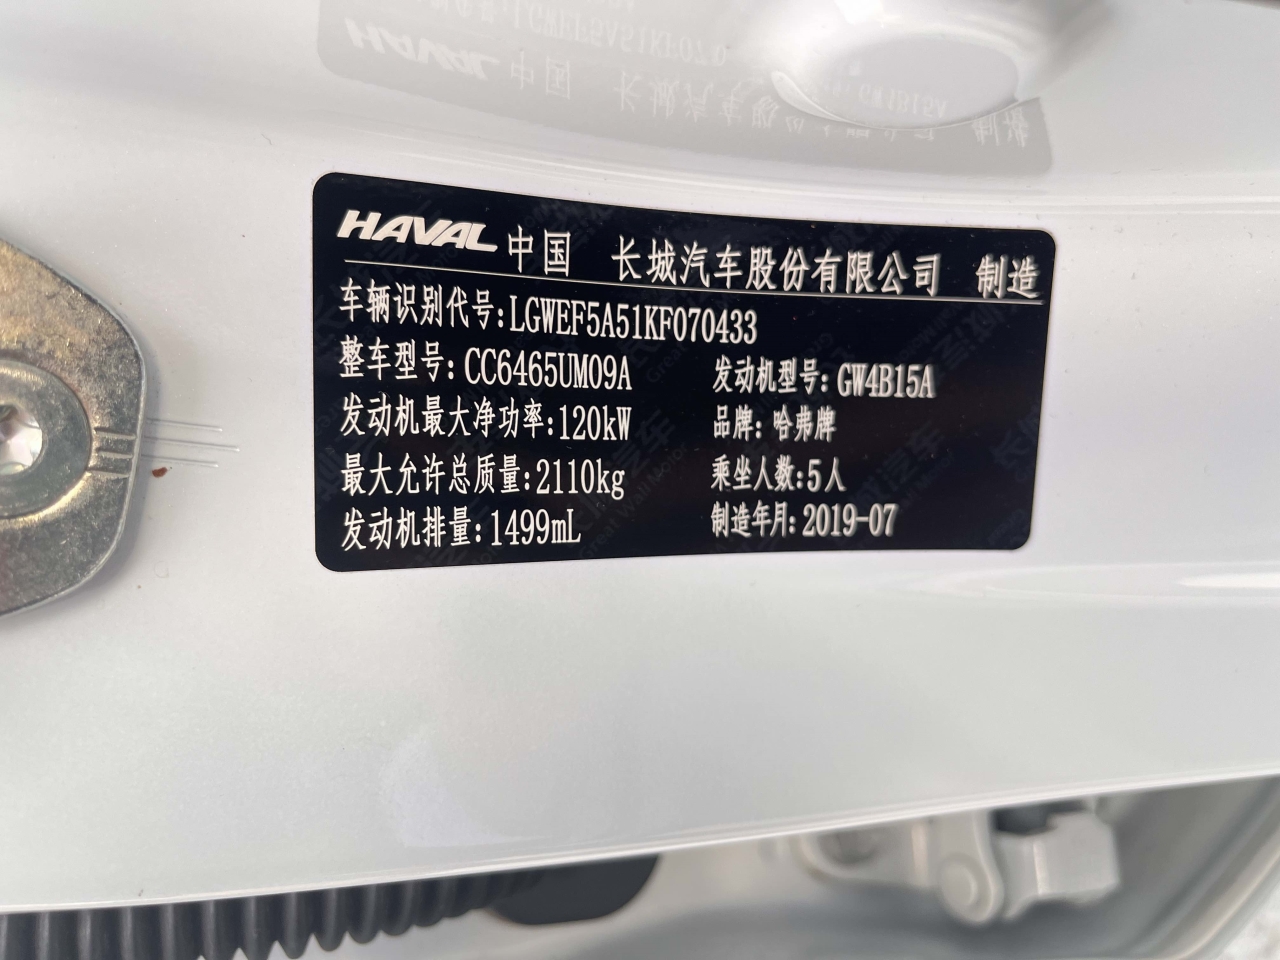 HAVAL 中国 长城汽车股份有限公司 制造
车辆识别代号:LGWEF5A51KF070433
整车型号:CC6465UM09A 发动机型号:GW4B15A
发动机最大净功率:120kW 品牌:哈弗牌
最大允许总质量:2110kg 乘坐人数:5人
发动机排量:1499mL 制造年月:2019-07